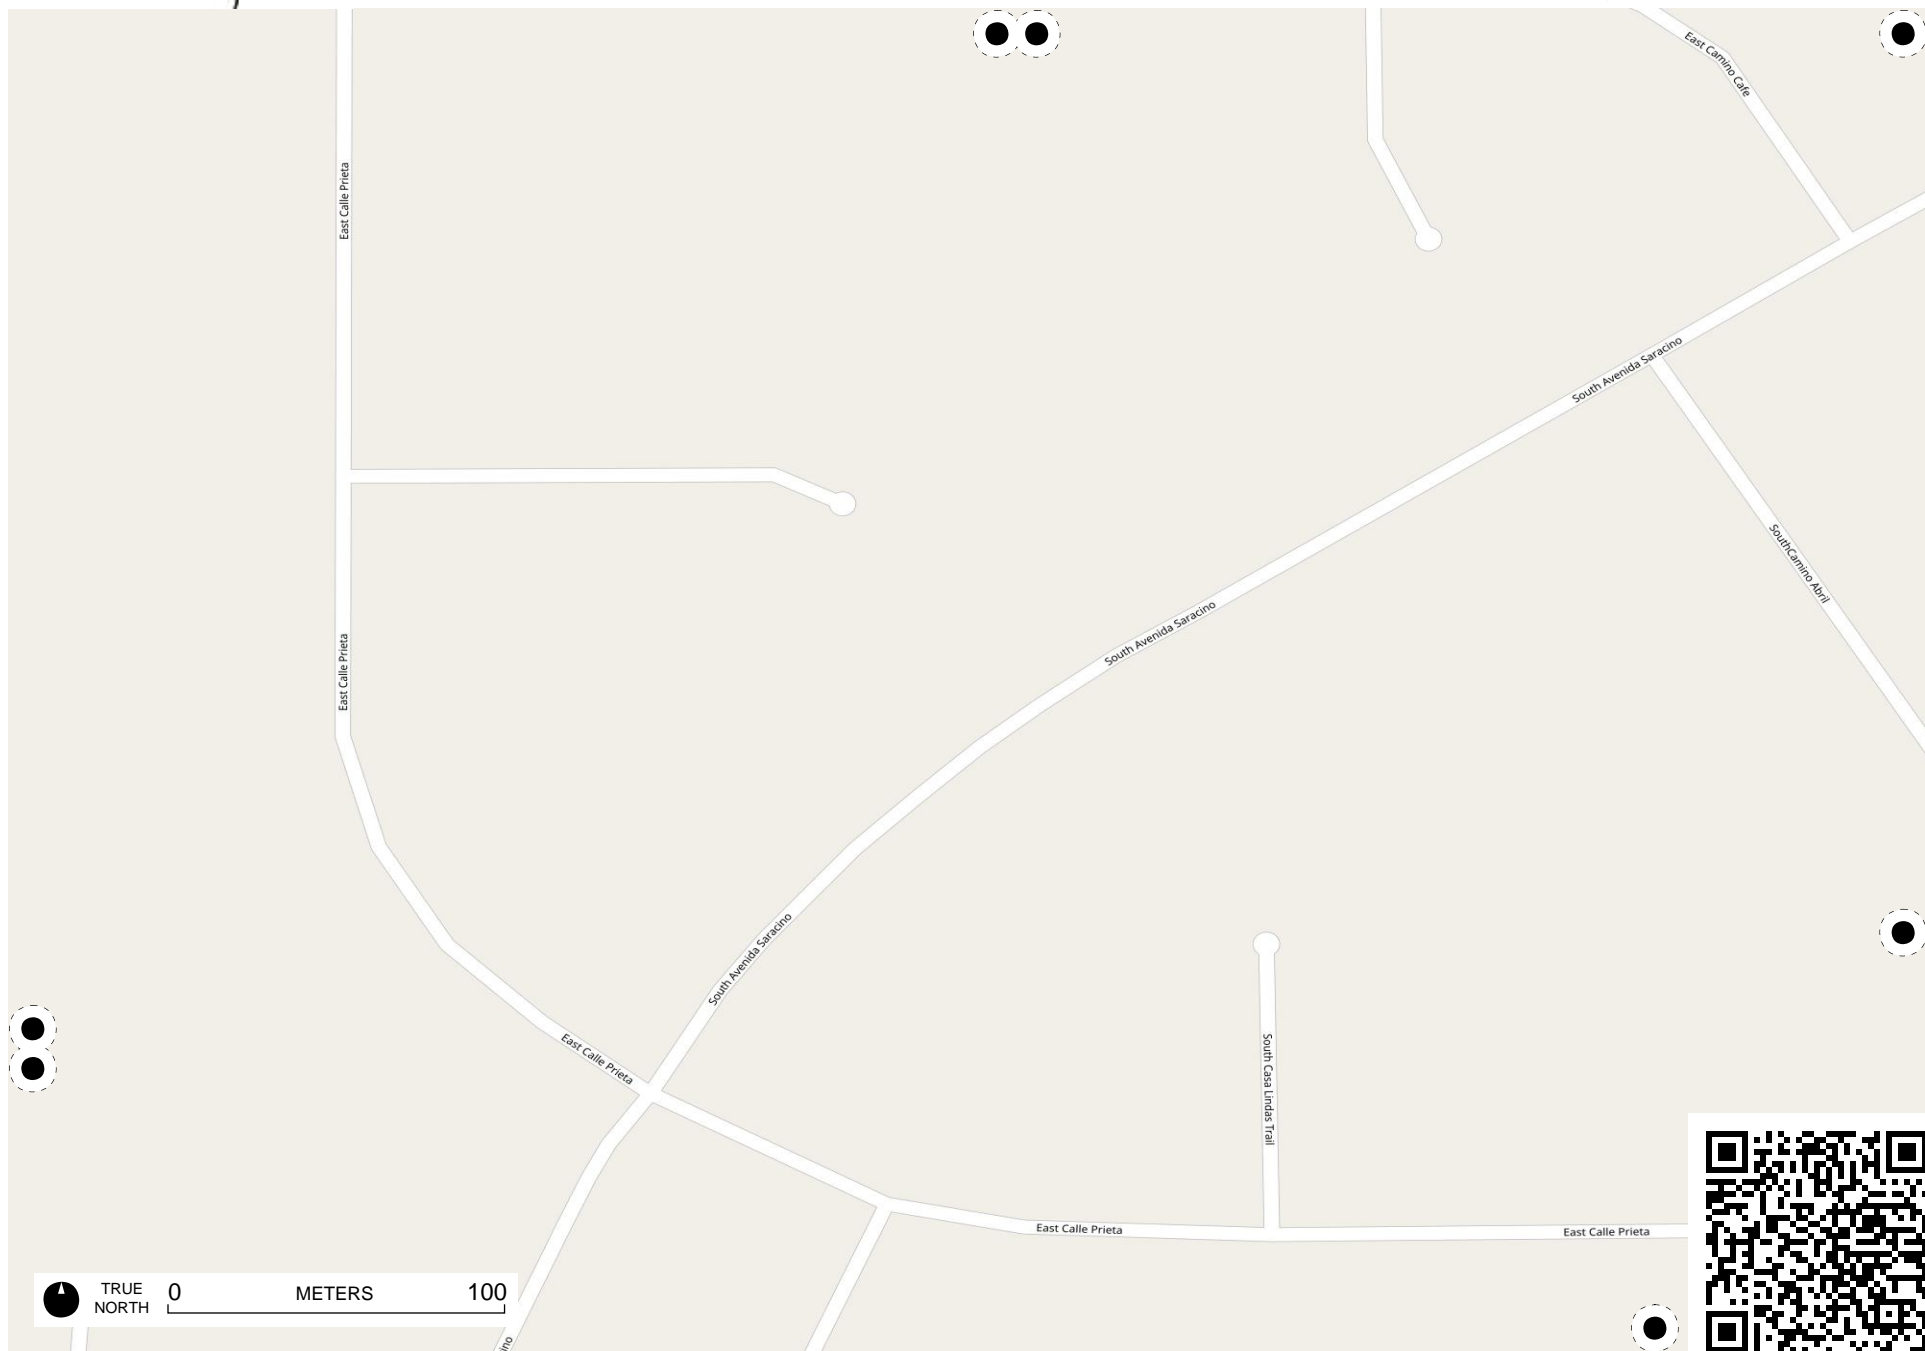 East Camino Cafe
East Calle Prieta
South Avenida Saracino
SouthCamino Abril
South Avenida Saracino
East Calle Prieta
South Avenida Saracino
East Calle Prieta
South Casa Lindas Trail
East Calle Prieta
East Calle Prieta
TRUE
NORTH
0 METERS 100